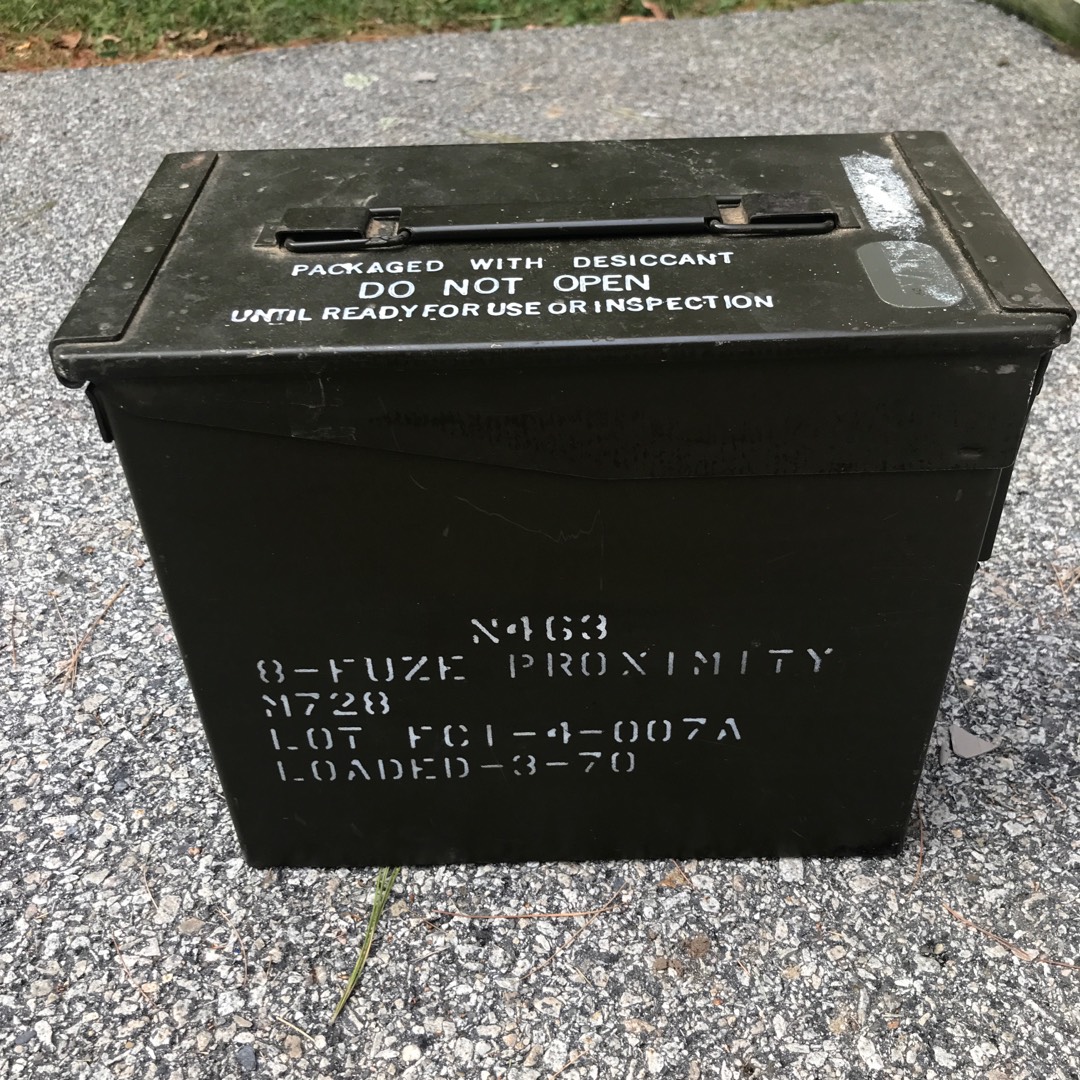 PACKAGED WITH DESICCANT
DO NOT OPEN
UNTIL READY FOR USE OR INSPECTION
N463
8-FUZE PROXIMITY
M728
LOT FCI-4-007A
LOADED-3-70